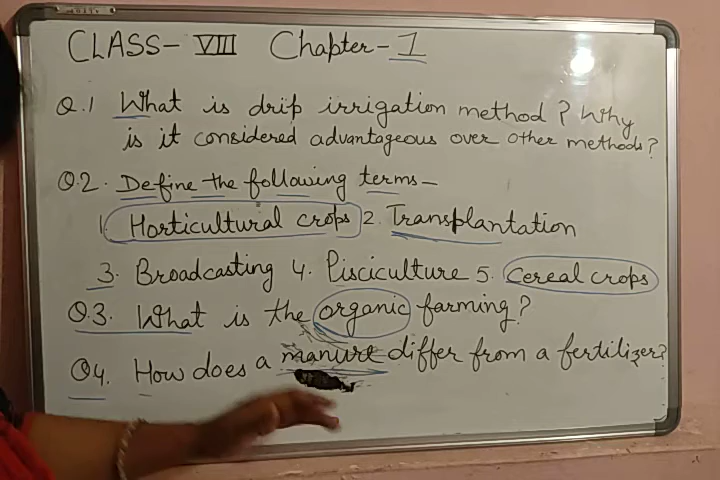 CLASS- VIII Chapter-1
Q.1 What is drip irrigation method? Why
is it considered advantageous over other methods?
Q.2. Define the following terms-
1. Horticultural crops 2. Transplantation
3. Broadcasting 4. Pisciculture 5. Cereal crops
Q.3. What is the organic farming?
Q4. How does a manure differ from a fertilizer?